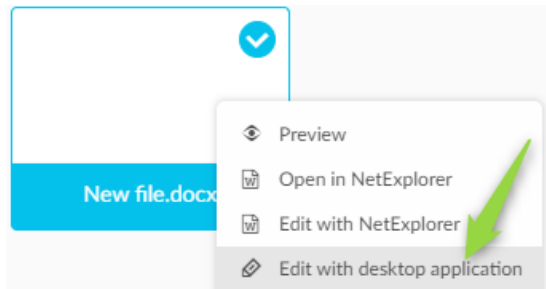 Preview
New file.docx
Open in NetExplorer
Edit with NetExplorer
Edit with desktop application